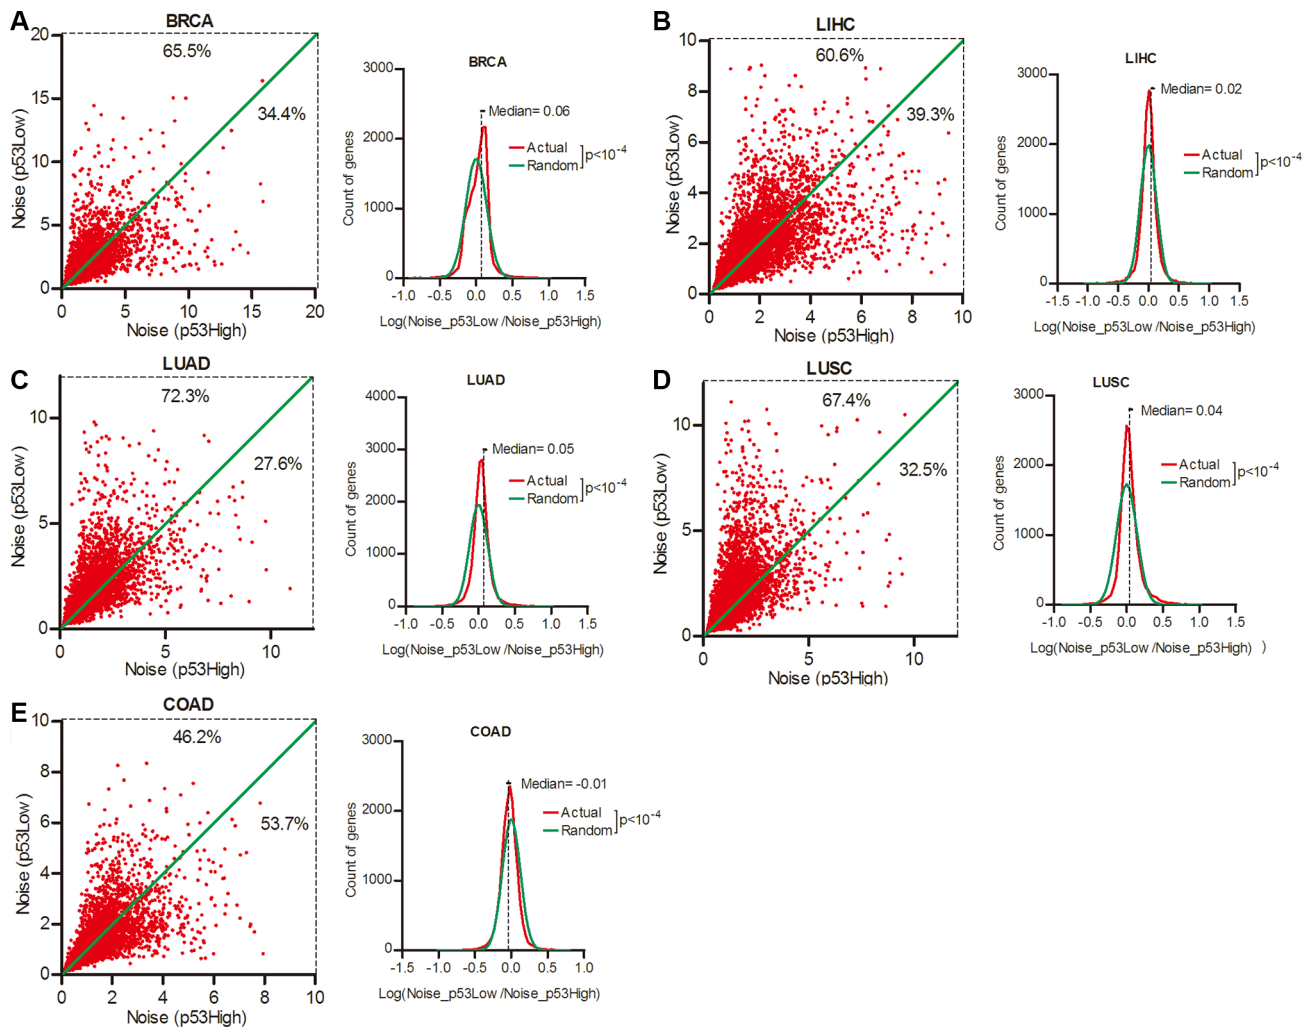 A
BRCA
20
15
10
5
0
65.5%
34.4%
Noise (p53Low)
0 5 10 15 20
Noise (p53High)
BRCA
3000
2000
1000
0
Count of genes
Median= 0.06
Actual
Random
p<10-4
-1.0 -0.5 0.0 0.5 1.0 1.5
Log(Noise_p53Low /Noise_p53High)
B
LIHC
10
8
6
4
2
0
60.6%
39.3%
Noise (p53Low)
0 2 4 6 8 10
Noise (p53High)
LIHC
3000
2000
1000
0
Count of genes
Median= 0.02
Actual
Random
p<10-4
-1.5 -1.0 -0.5 0.0 0.5 1.0 1.5
Log(Noise_p53Low /Noise_p53High)
C
LUAD
10
5
0
72.3%
27.6%
Noise (p53Low)
0 5 10
Noise (p53High)
LUAD
4000
3000
2000
1000
0
Count of genes
Median= 0.05
Actual
Random
p<10-4
-1.0 -0.5 0.0 0.5 1.0 1.5
Log(Noise_p53Low /Noise_p53High)
D
LUSC
10
5
0
67.4%
32.5%
Noise (p53Low)
0 5 10
Noise (p53High)
LUSC
3000
2000
1000
0
Count of genes
Median= 0.04
Actual
Random
p<10-4
-1.0 -0.5 0.0 0.5 1.0 1.5
Log(Noise_p53Low /Noise_p53High) )
E
COAD
10
8
6
4
2
0
46.2%
53.7%
Noise (p53Low)
0 2 4 6 8 10
Noise (p53High)
COAD
3000
2000
1000
0
Count of genes
Median= -0.01
Actual
Random
p<10-4
-1.5 -1.0 -0.5 0.0 0.5 1.0
Log(Noise_p53Low /Noise_p53High)